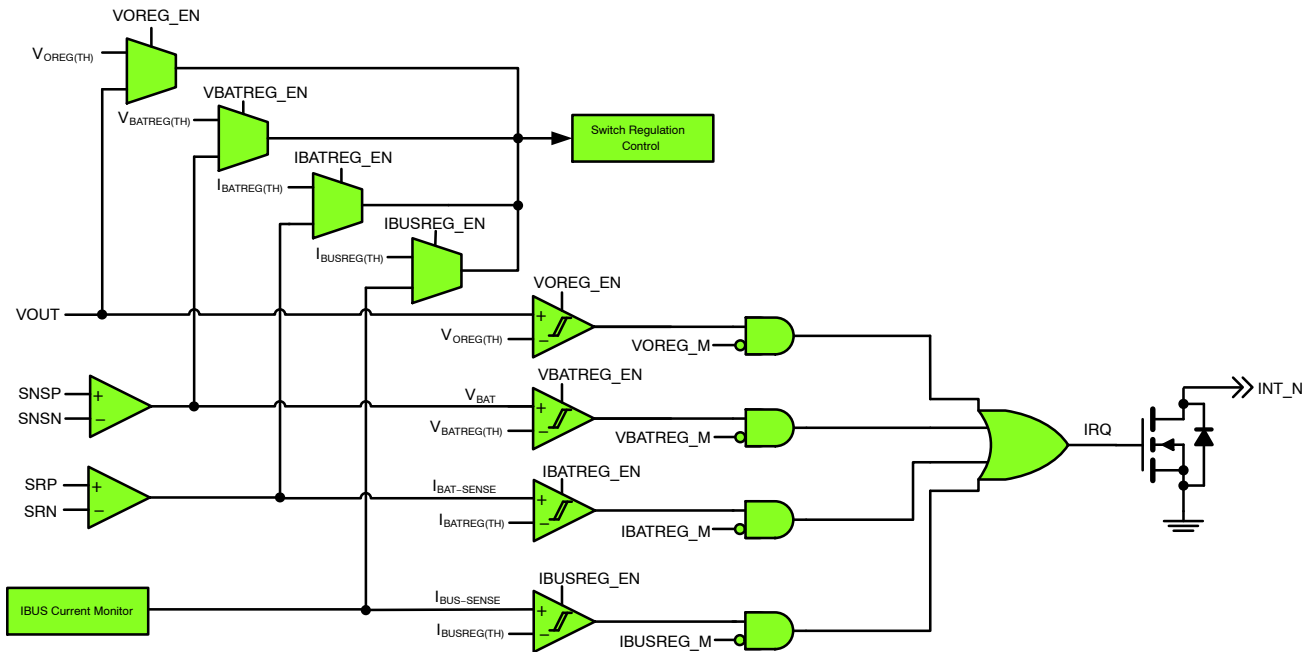 VOREG_EN
VOREG(TH)
VBATREG_EN
VBATREG(TH)
IBATREG_EN
IBATREG(TH)
IBUSREG_EN
IBUSREG(TH)
Switch Regulation
Control
VOUT
VOREG_EN
+
VOREG(TH)
−
VOREG_M
SNSP
+
SNSN
−
VBATREG_EN
VBAT
+
VBATREG(TH)
−
VBATREG_M
INT_N
IRQ
SRP
+
SRN
−
IBATREG_EN
IBAT−SENSE
+
IBATREG(TH)
−
IBATREG_M
IBUS Current Monitor
IBUSREG_EN
IBUS−SENSE
+
IBUSREG(TH)
−
IBUSREG_M